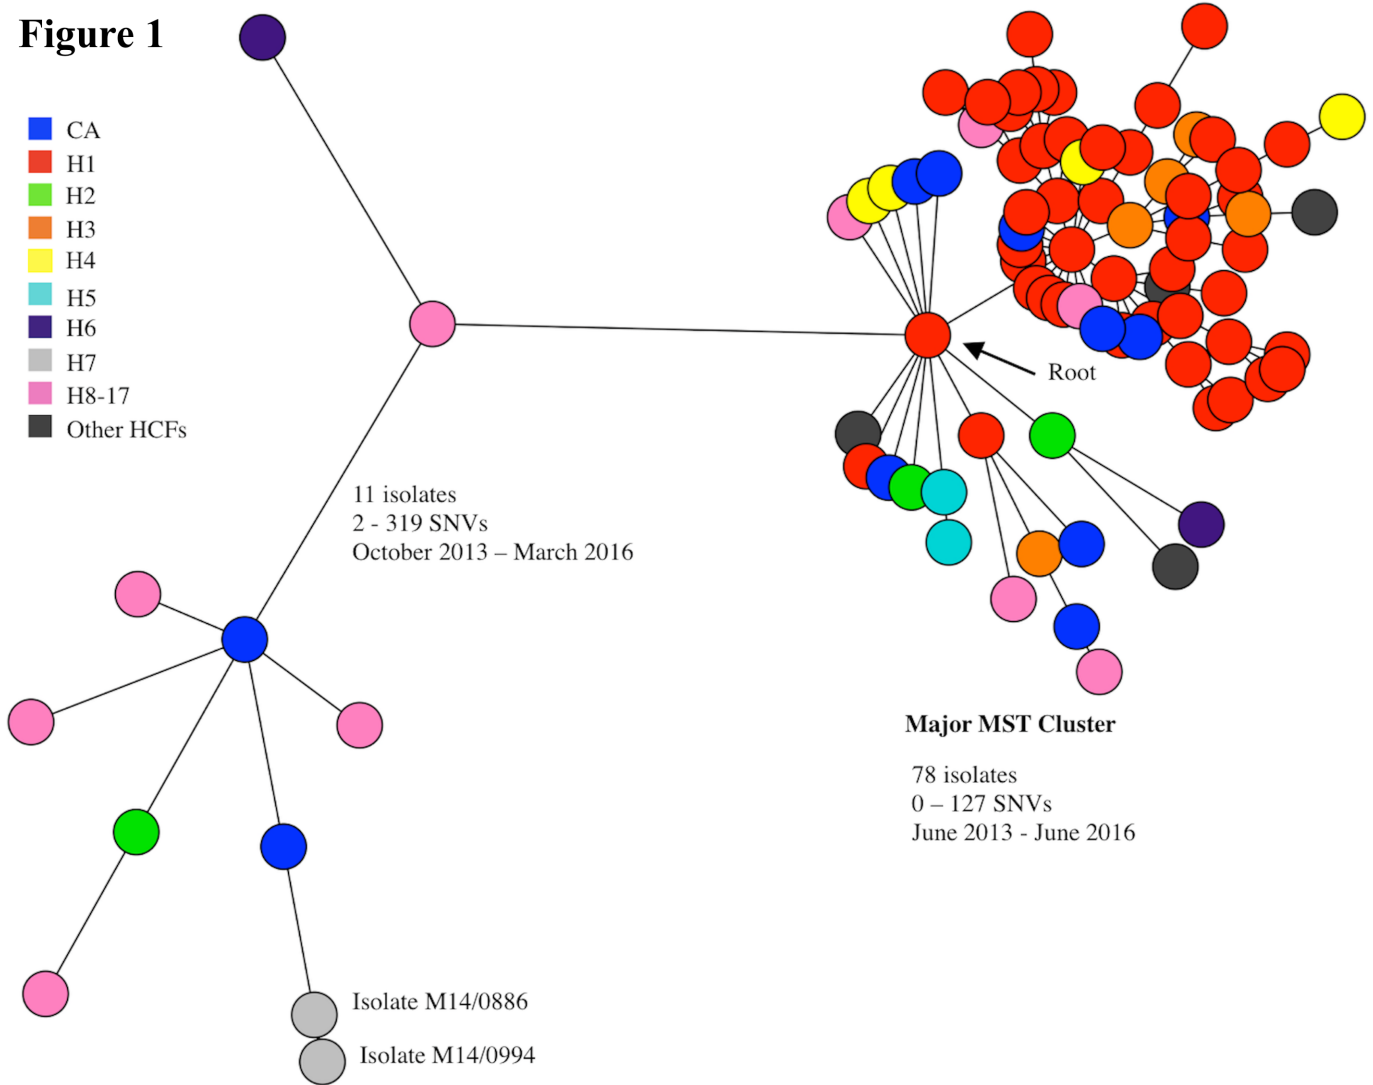 Figure 1
CA
H1
H2
H3
H4
H5
H6
H7
H8-17
Other HCFs
Root
11 isolates
2 - 319 SNVs
October 2013 – March 2016
Major MST Cluster
78 isolates
0 – 127 SNVs
June 2013 - June 2016
Isolate M14/0886
Isolate M14/0994